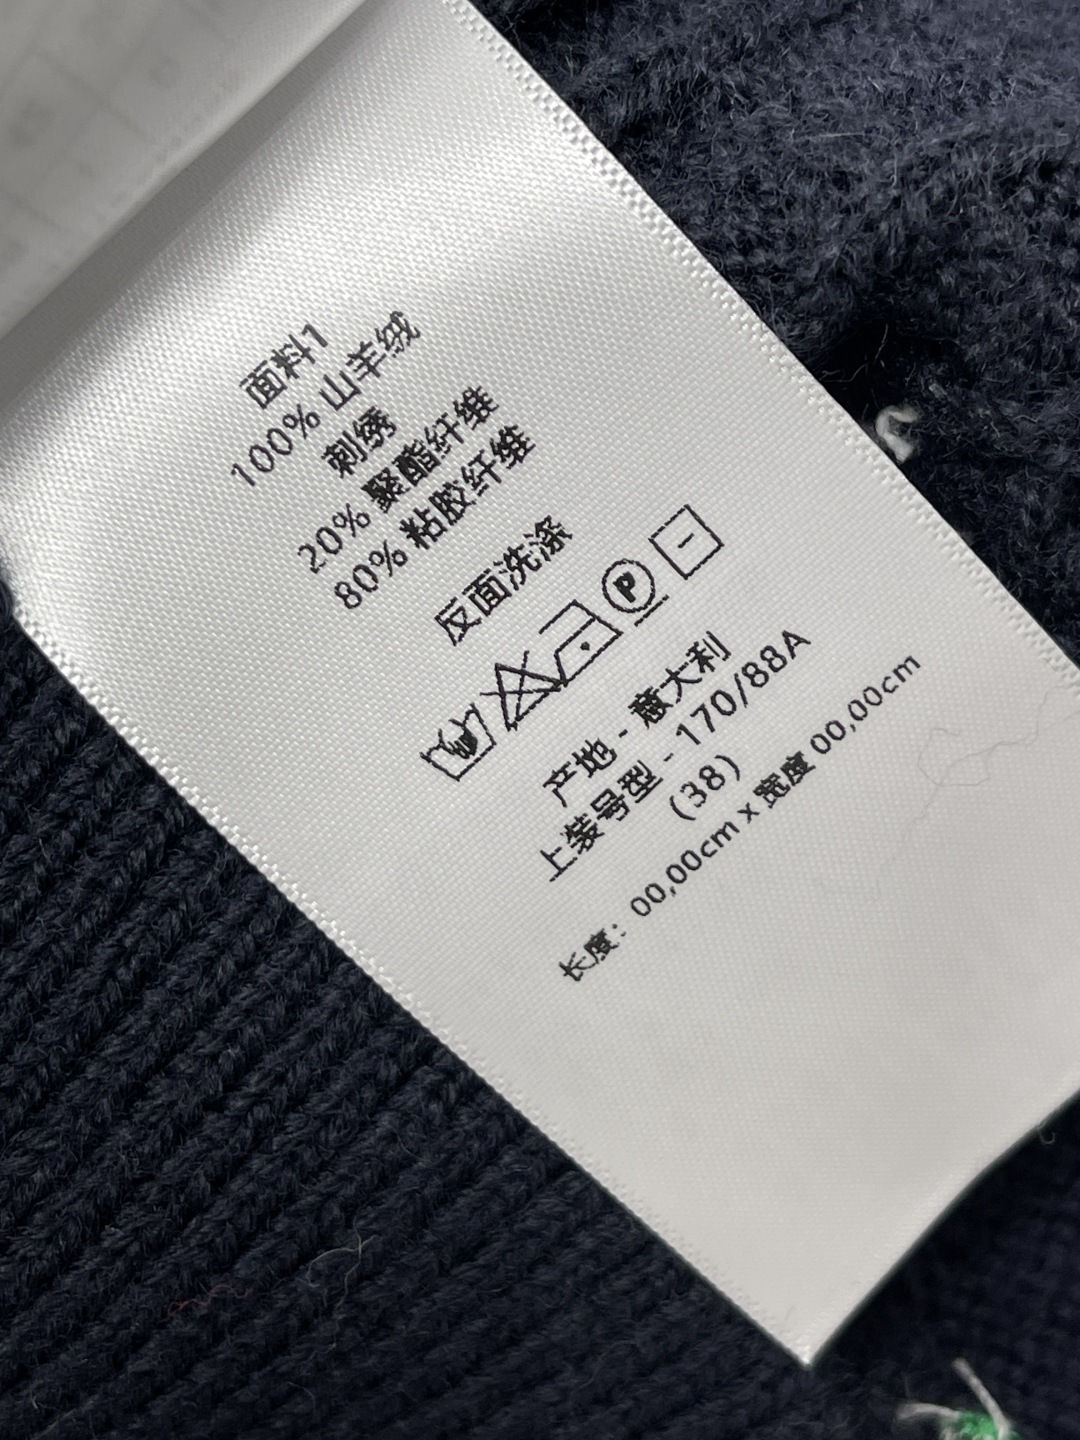 面料1
100% 山羊绒
刺绣
20% 聚酯纤维
80% 粘胶纤维
反面洗涤
P
产地 - 意大利
上装号型 - 170/88A
(38)
长度：00,00cm x 宽度 00,00cm